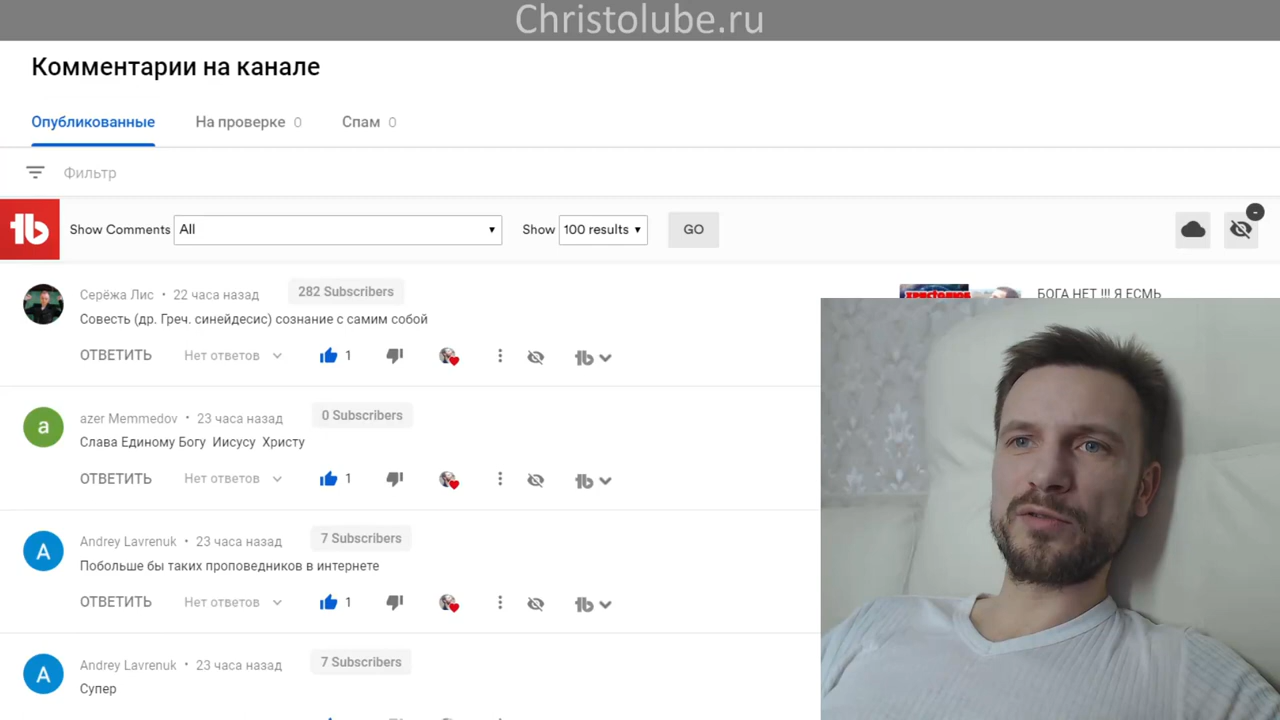 Christolube.ru
Комментарии на канале
Опубликованные На проверке 0 Спам 0
Фильтр
Show Comments All Show 100 results GO
Серёжа Лис • 22 часа назад 282 Subscribers
БОГА НЕТ !!! Я ЕСМЬ
Совесть (др. Греч. синейдесис) сознание с самим собой
ОТВЕТИТЬ Нет ответов 1
azer Memmedov • 23 часа назад 0 Subscribers
a
Слава Единому Богу Иисусу Христу
ОТВЕТИТЬ Нет ответов 1
Andrey Lavrenuk • 23 часа назад 7 Subscribers
A
Побольше бы таких проповедников в интернете
ОТВЕТИТЬ Нет ответов 1
Andrey Lavrenuk • 23 часа назад 7 Subscribers
A
Супер